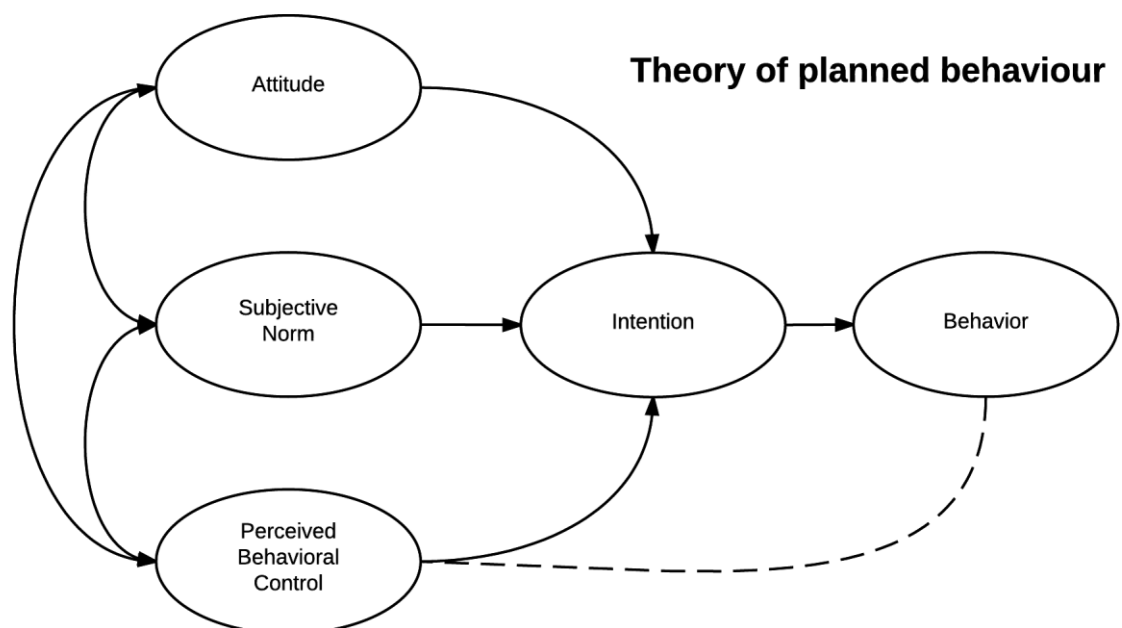 Theory of planned behaviour
Attitude
Subjective
Norm
Intention
Behavior
Perceived
Behavioral
Control